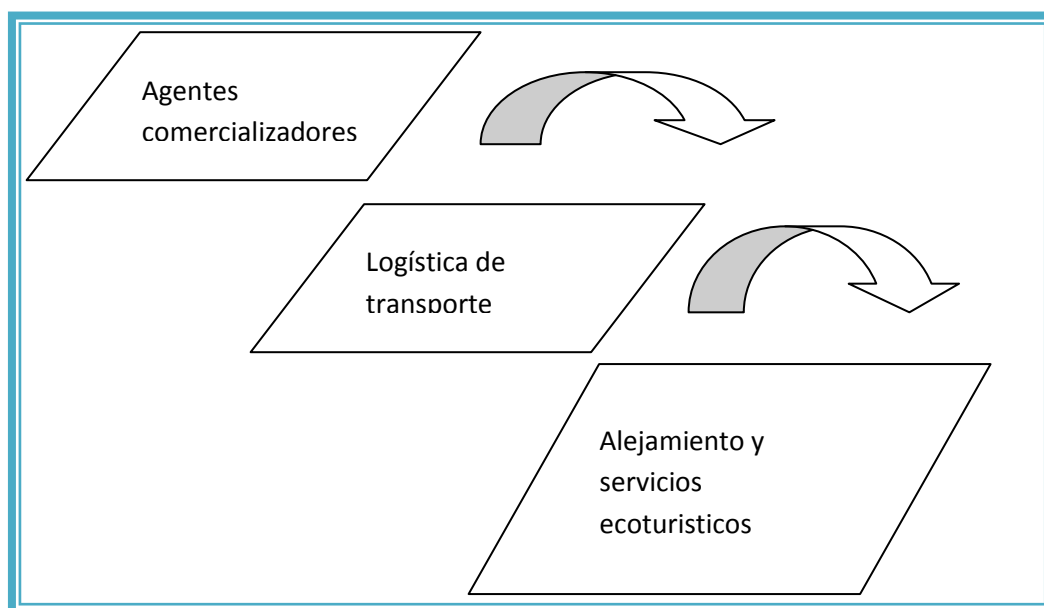 Agentes
comercializadores
Logística de
transporte
Alejamiento y
servicios
ecoturisticos